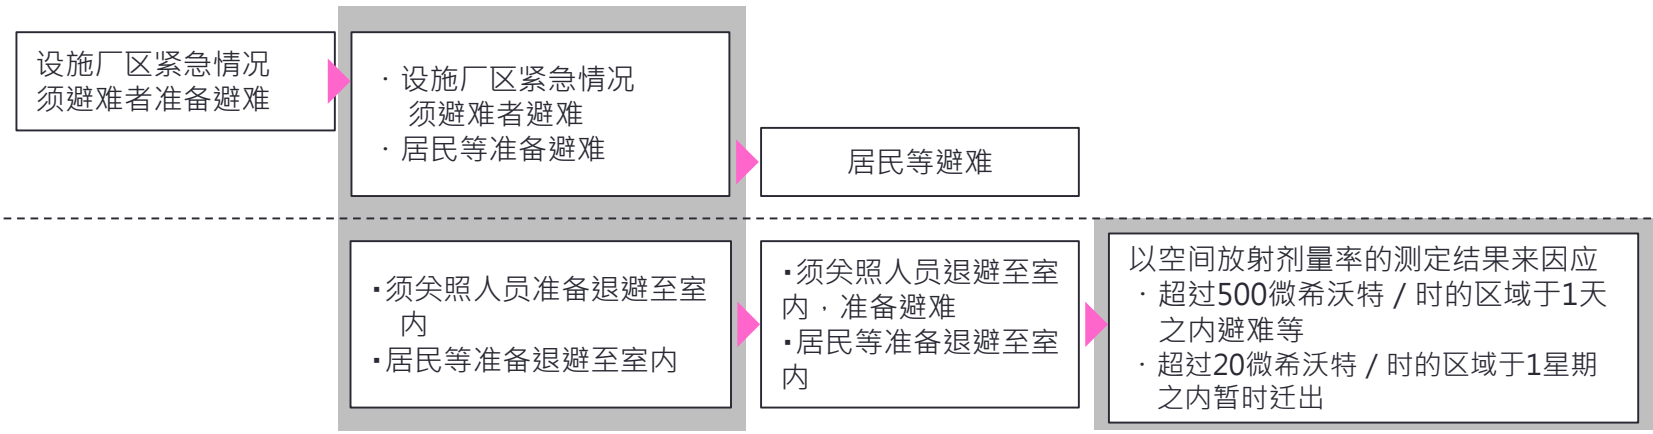 设施厂区紧急情况
须避难者准备避难
・设施厂区紧急情况
须避难者避难
・居民等准备避难
居民等避难
▪须关照人员准备退避至室
内
▪居民等准备退避至室内
▪须关照人员退避至室
内，准备避难
▪居民等准备退避至室
内
以空间放射剂量率的测定结果来因应
・超过500微希沃特 / 时的区域于1天
之内避难等
・超过20微希沃特 / 时的区域于1星期
之内暂时迁出